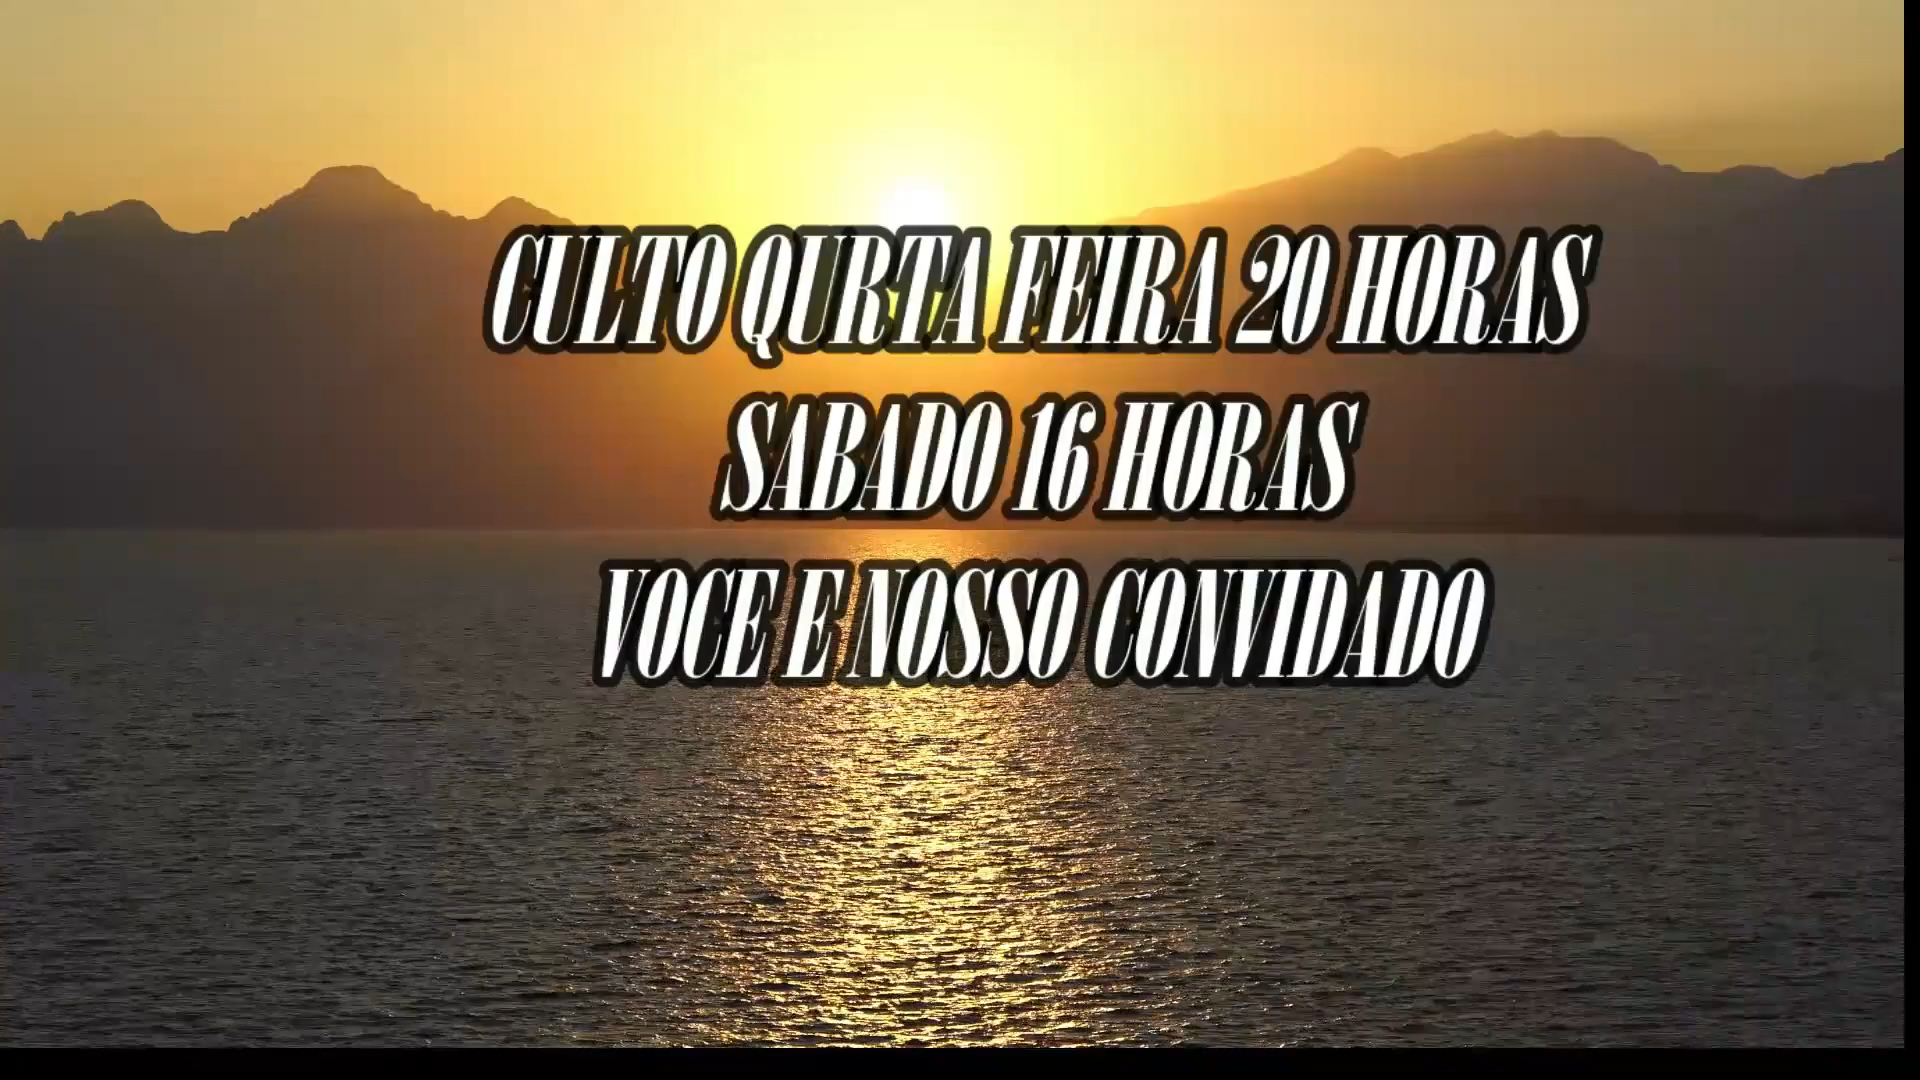 CULTO QURTA FEIRA 20 HORAS
SABADO 16 HORAS
VOCE E NOSSO CONVIDADO